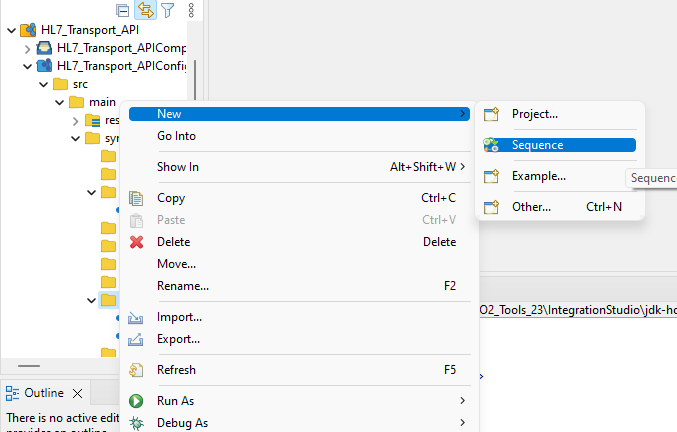 HL7_Transport_API
HL7_Transport_APIComp
HL7_Transport_APIConfig
src
main
res
syn
New
Go Into
Show In Alt+Shift+W
Copy Ctrl+C
Paste Ctrl+V
Delete Delete
Move...
Rename... F2
Import...
Export...
Refresh F5
Run As
Debug As
Project...
Sequence
Example...
Other... Ctrl+N
Sequence
O2_Tools_23\IntegrationStudio\jdk-ho
Outline
There is no active edit
provides an outline